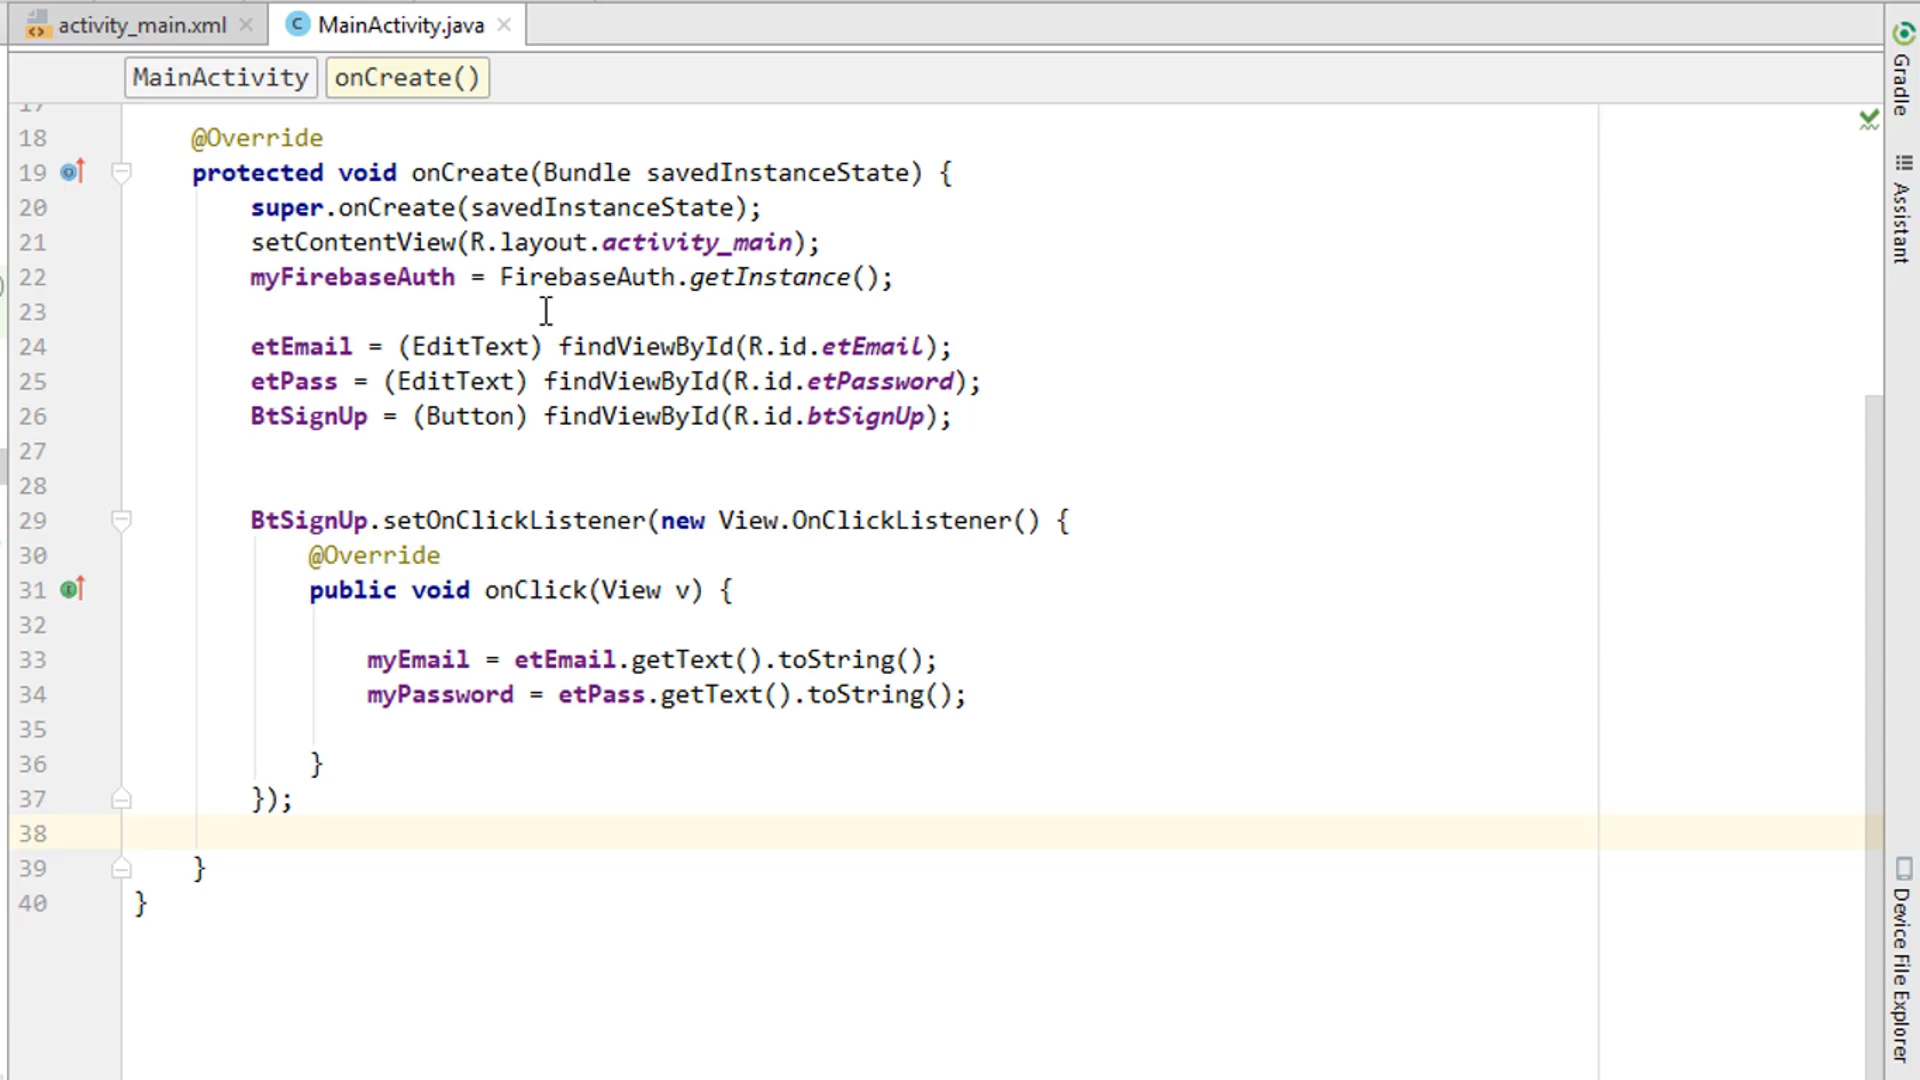 activity_main.xml
MainActivity.java
MainActivity
onCreate()
17
18 @Override
19 protected void onCreate(Bundle savedInstanceState) {
20 super.onCreate(savedInstanceState);
21 setContentView(R.layout.activity_main);
22 myFirebaseAuth = FirebaseAuth.getInstance();
23
24 etEmail = (EditText) findViewById(R.id.etEmail);
25 etPass = (EditText) findViewById(R.id.etPassword);
26 BtSignUp = (Button) findViewById(R.id.btSignUp);
27
28
29 BtSignUp.setOnClickListener(new View.OnClickListener() {
30 @Override
31 public void onClick(View v) {
32
33 myEmail = etEmail.getText().toString();
34 myPassword = etPass.getText().toString();
35
36 }
37 });
38
39 }
40 }
Gradle
Assistant
Device File Explorer